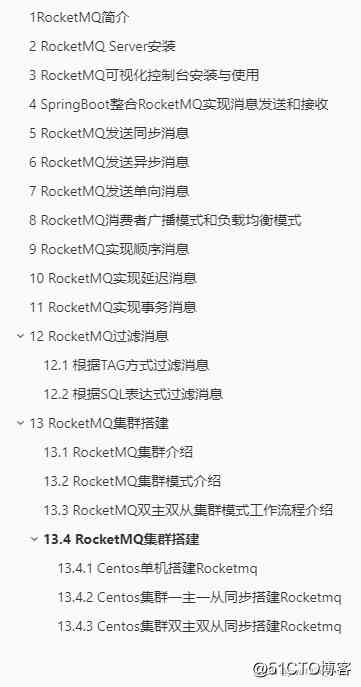 1RocketMQ简介
2 RocketMQ Server安装
3 RocketMQ可视化控制台安装与使用
4 SpringBoot整合RocketMQ实现消息发送和接收
5 RocketMQ发送同步消息
6 RocketMQ发送异步消息
7 RocketMQ发送单向消息
8 RocketMQ消费者广播模式和负载均衡模式
9 RocketMQ实现顺序消息
10 RocketMQ实现延迟消息
11 RocketMQ实现事务消息
12 RocketMQ过滤消息
12.1 根据TAG方式过滤消息
12.2 根据SQL表达式过滤消息
13 RocketMQ集群搭建
13.1 RocketMQ集群介绍
13.2 RocketMQ集群模式介绍
13.3 RocketMQ双主双从集群模式工作流程介绍
13.4 RocketMQ集群搭建
13.4.1 Centos单机搭建Rocketmq
13.4.2 Centos集群一主一从同步搭建Rocketmq
13.4.3 Centos集群双主双从同步搭建Rocketmq
@51CTO博客